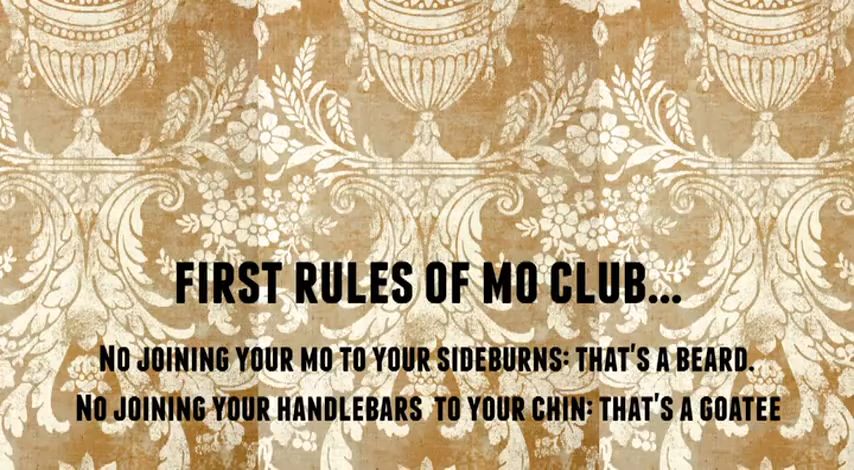 FIRST RULES OF MO CLUB...
NO JOINING YOUR MO TO YOUR SIDEBURNS: THAT'S A BEARD.
NO JOINING YOUR HANDLEBARS TO YOUR CHIN: THAT'S A GOATEE